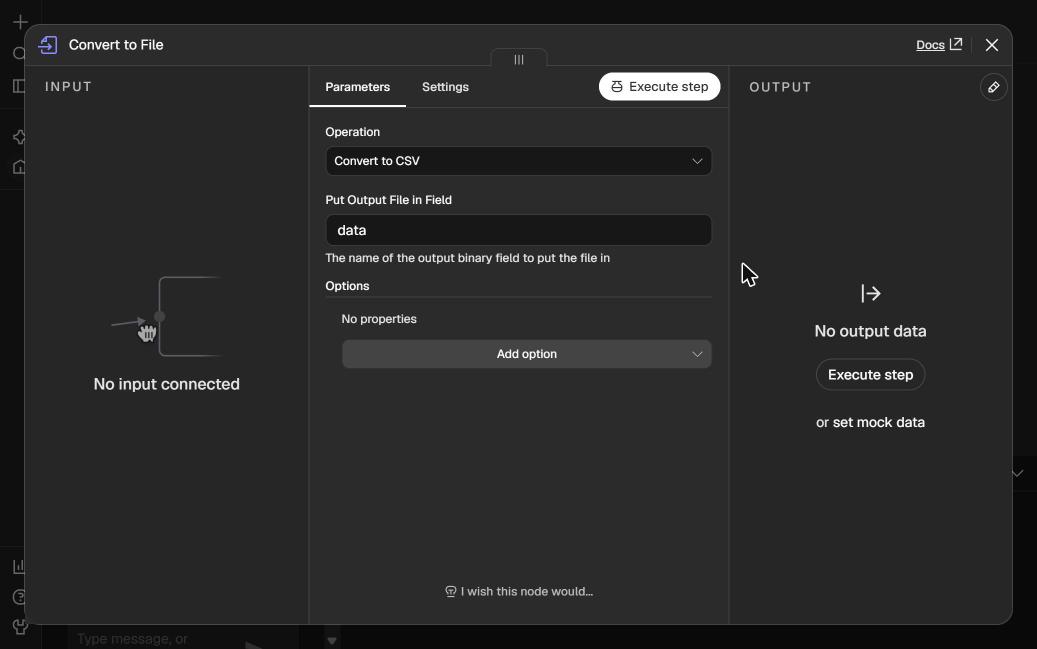 Convert to File
Docs
INPUT
Parameters
Settings
Execute step
OUTPUT
Operation
Convert to CSV
Put Output File in Field
data
The name of the output binary field to put the file in
Options
No properties
Add option
No input connected
No output data
Execute step
or set mock data
I wish this node would...
Type message, or